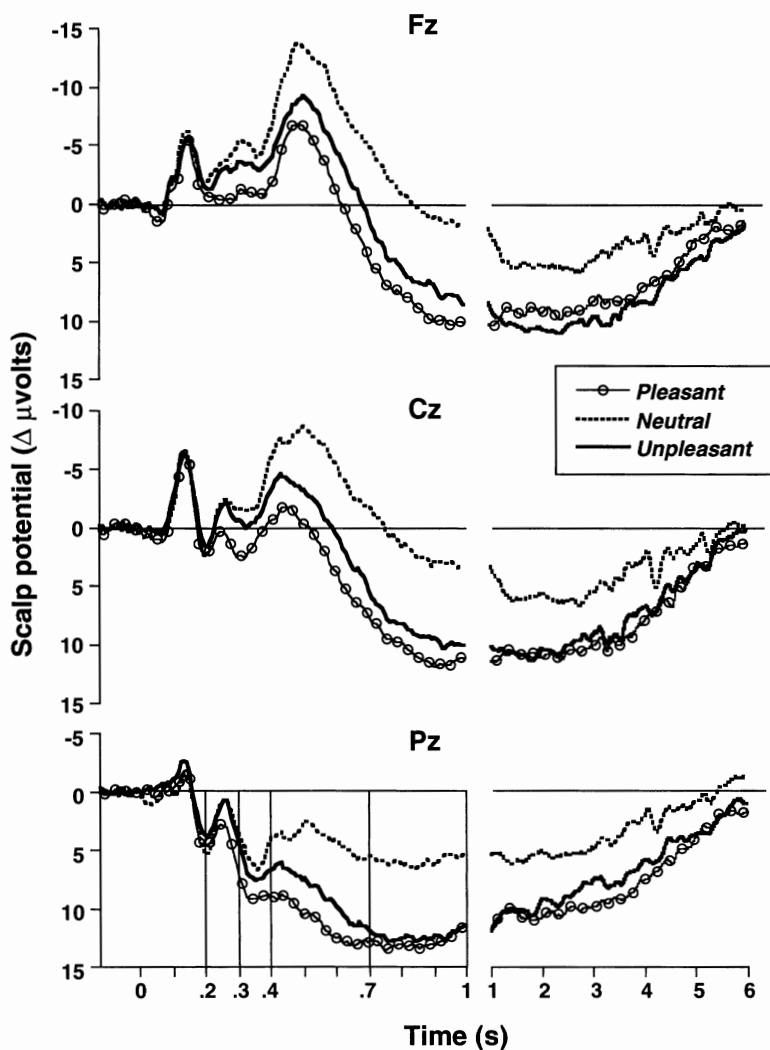 Fz
-15
-10
-5
0
5
10
15
Pleasant
Neutral
Unpleasant
Cz
-10
-5
0
5
10
15
Scalp potential (Δ μvolts)
Pz
-5
0
5
10
15
0 .2 .3 .4 .7 1 1 2 3 4 5 6
Time (s)